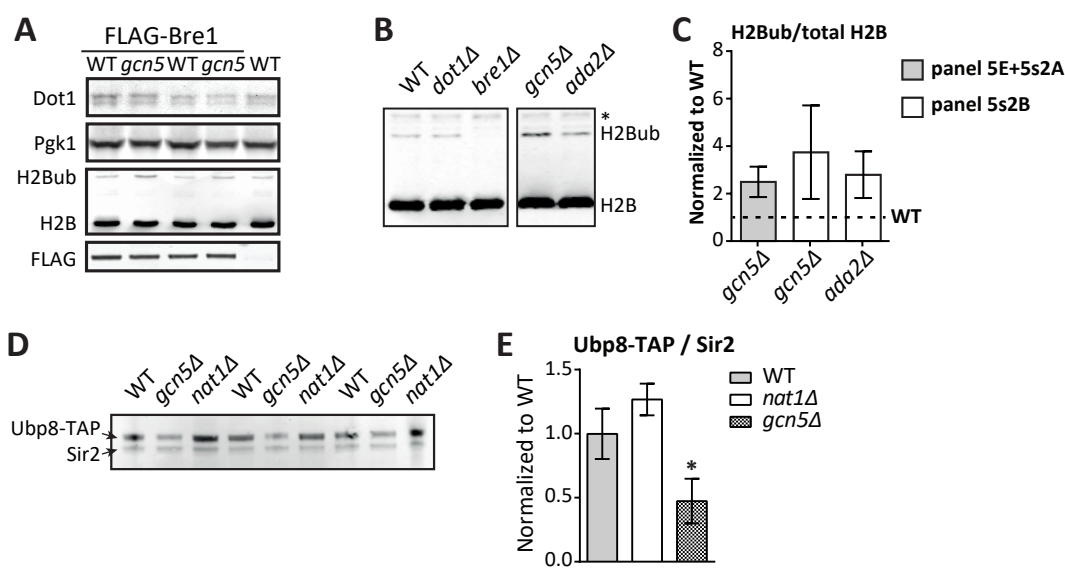 A
FLAG-Bre1
WT gcn5 WT gcn5 WT
Dot1
Pgk1
H2Ub
H2B
FLAG
B
WT dot1Δ bre1Δ gcn5Δ ada2Δ
*
H2Bub
H2B
C
H2Bub/total H2B
Normalized to WT
8
6
4
2
0
WT
gcn5Δ gcn5Δ ada2Δ
panel 5E+5s2A
panel 5s2B
D
WT gcn5Δ nat1Δ WT gcn5Δ nat1Δ WT gcn5Δ nat1Δ
Ubp8-TAP
Sir2
E
Ubp8-TAP / Sir2
Normalized to WT
1.5
1.0
0.5
0.0
*
WT
nat1Δ
gcn5Δ